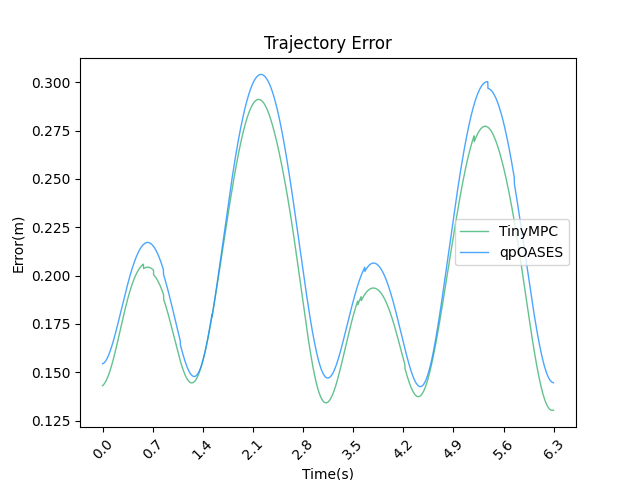 Trajectory Error
0.300
0.275
0.250
0.225
0.200
0.175
0.150
0.125
Error(m)
TinyMPC
qpOASES
0.0 0.7 1.4 2.1 2.8 3.5 4.2 4.9 5.6 6.3
Time(s)